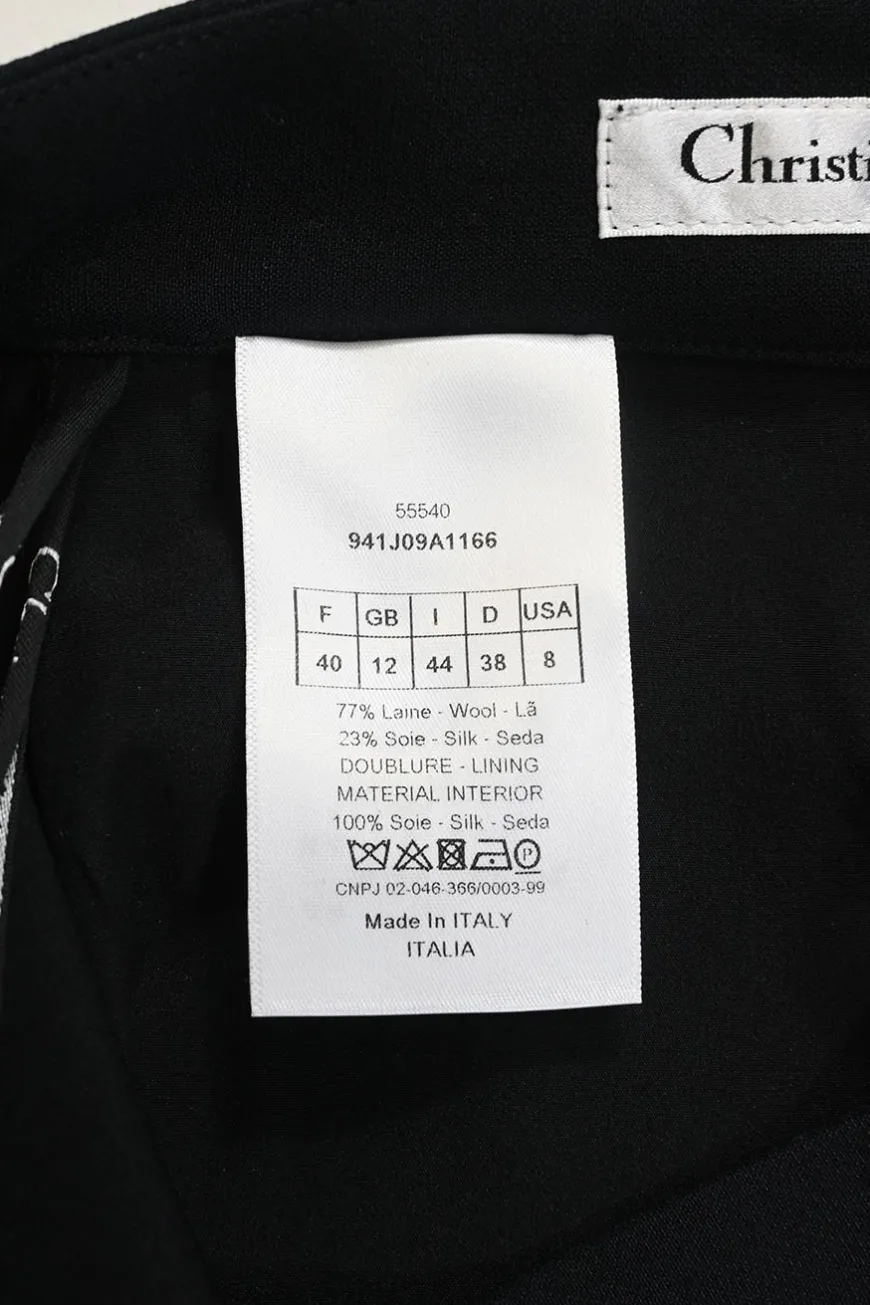 Christi
55540
941J09A1166
F GB I D USA
40 12 44 38 8
77% Laine - Wool - Lã
23% Soie - Silk - Seda
DOUBLURE - LINING
MATERIAL INTERIOR
100% Soie - Silk - Seda
P
CNPJ 02-046-366/0003-99
Made In ITALY
ITALIA